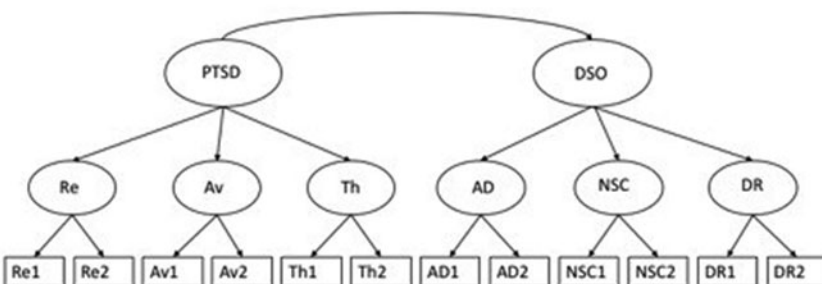 PTSD DSO
Re Av Th AD NSC DR
Re1 Re2 Av1 Av2 Th1 Th2 AD1 AD2 NSC1 NSC2 DR1 DR2